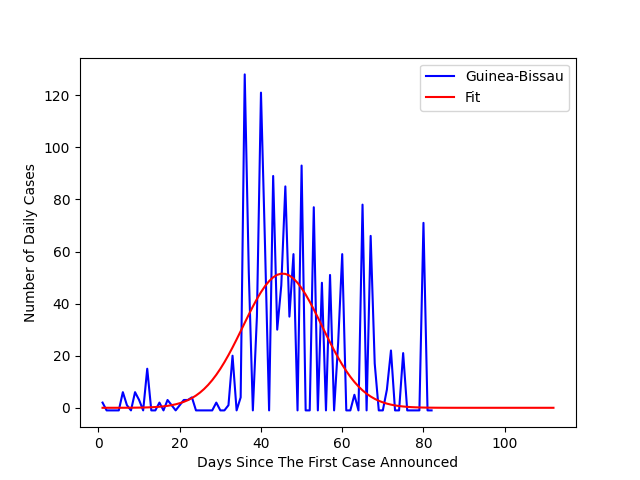 Guinea-Bissau
Fit
120
100
80
60
40
20
0
Number of Daily Cases
0 20 40 60 80 100
Days Since The First Case Announced